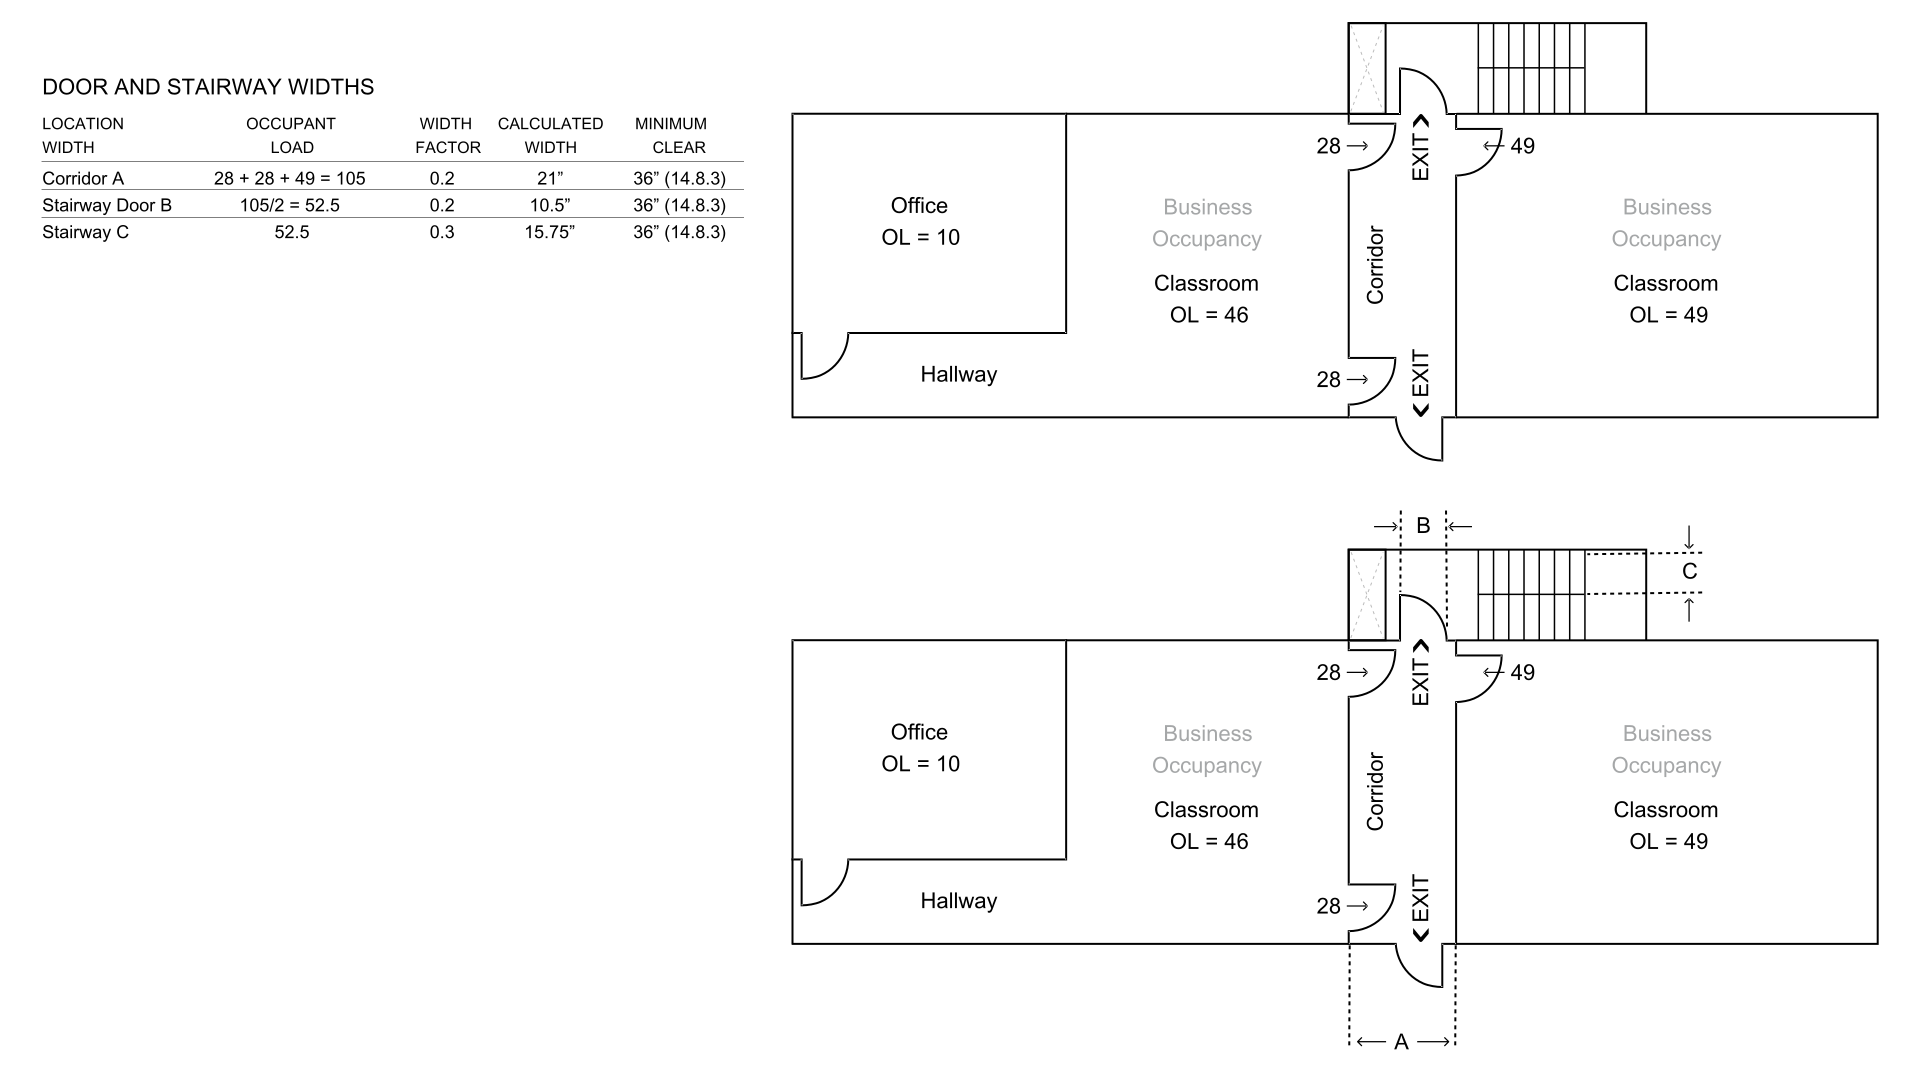 DOOR AND STAIRWAY WIDTHS
LOCATION OCCUPANT WIDTH CALCULATED MINIMUM
WIDTH LOAD FACTOR WIDTH CLEAR
Corridor A 28 + 28 + 49 = 105 0.2 21” 36” (14.8.3)
Stairway Door B 105/2 = 52.5 0.2 10.5” 36” (14.8.3)
Stairway C 52.5 0.3 15.75” 36” (14.8.3)
28
EXIT
49
Office
OL = 10
Business
Occupancy
Classroom
OL = 46
Corridor
Business
Occupancy
Classroom
OL = 49
Hallway
28
EXIT
B
C
28
EXIT
49
Office
OL = 10
Business
Occupancy
Classroom
OL = 46
Corridor
Business
Occupancy
Classroom
OL = 49
Hallway
28
EXIT
A